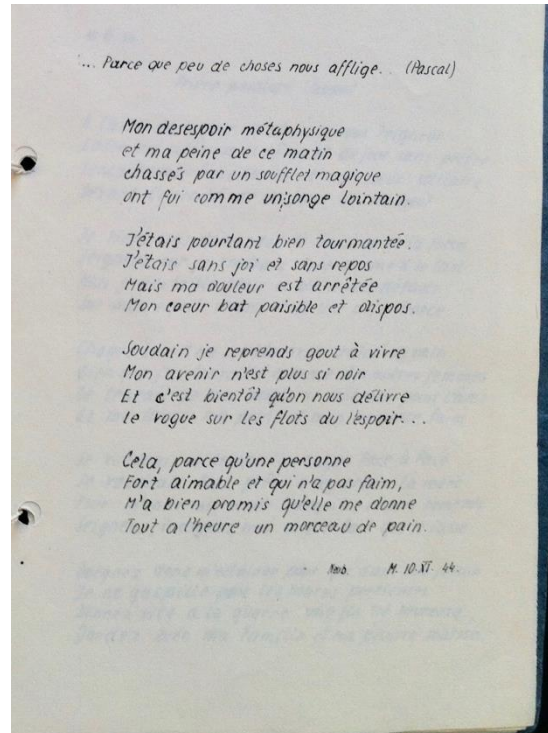 ... Parce que peu de choses nous afflige.. (Pascal)
Mon desespoir métaphysique
et ma peine de ce matin
chassés par un soufflet magique
ont fui comme un songe lointain.
J'étais pourtant bien tourmantée.
J'étais sans joi et sans repos
Mais ma douleur est arrêtée
Mon coeur bat paisible et dispos.
Soudain je reprends gout à vivre
Mon avenir n'est plus si noir
Et c'est bientôt qu'on nous délivre
le vogue sur les flots du l'espoir...
Cela, parce qu'une personne
Fort aimable et qui n'a pas faim,
M'a bien promis qu'elle me donne
Tout a l'heure un morceau de pain.
M. 10. XI. 44.